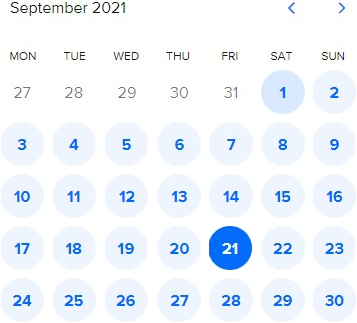 September 2021
MON TUE WED THU FRI SAT SUN
27 28 29 30 31 1 2
3 4 5 6 7 8 9
10 11 12 13 14 15 16
17 18 19 20 21 22 23
24 25 26 27 28 29 30